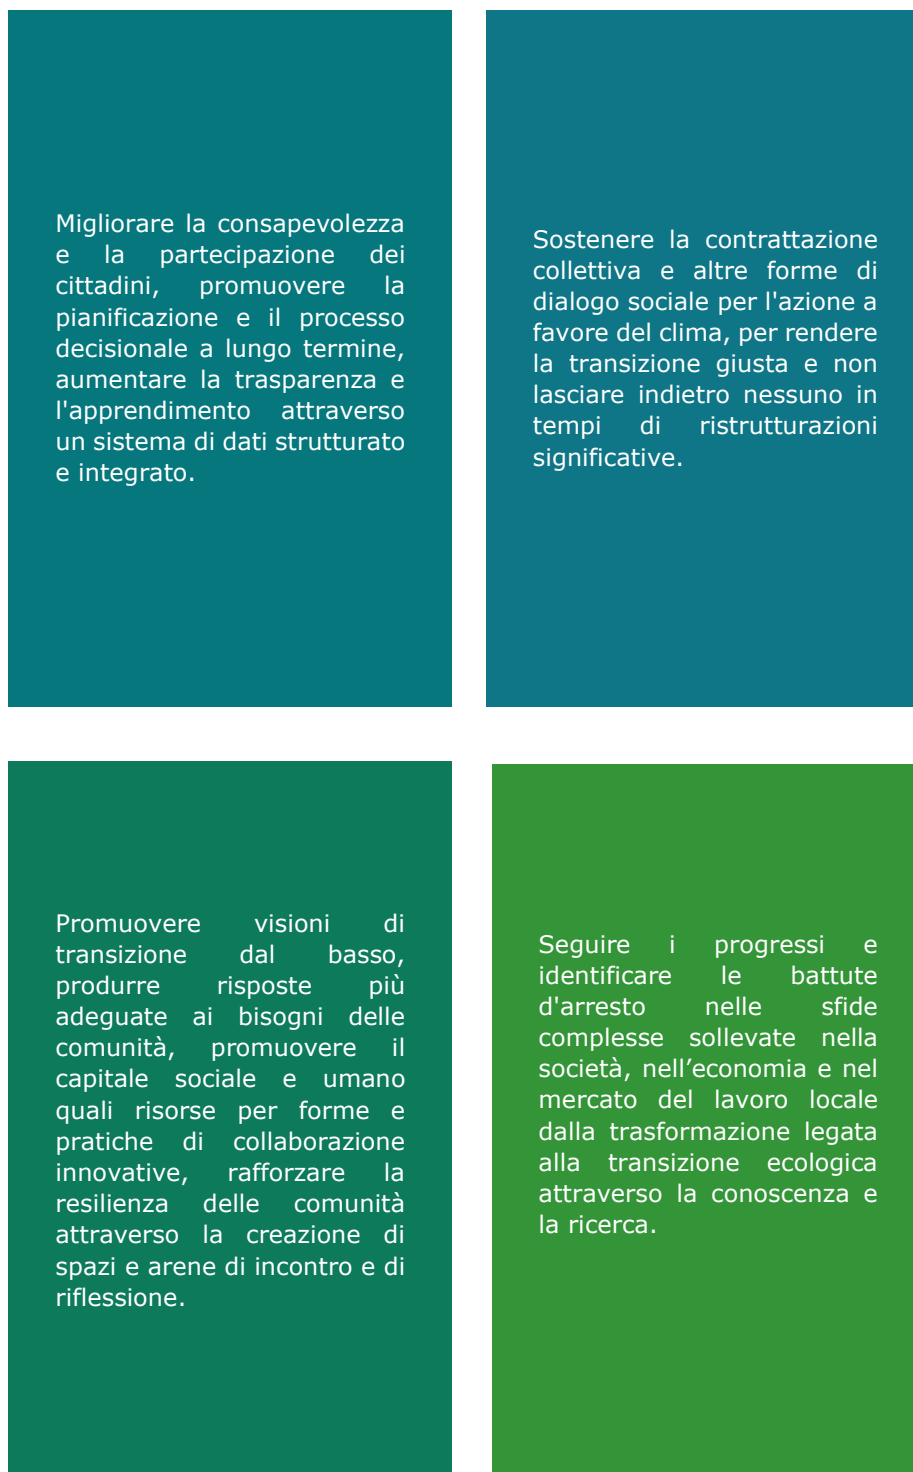 Migliorare la consapevolezza
e la partecipazione dei
cittadini, promuovere la
pianificazione e il processo
decisionale a lungo termine,
aumentare la trasparenza e
l'apprendimento attraverso
un sistema di dati strutturato
e integrato.
Sostenere la contrattazione
collettiva e altre forme di
dialogo sociale per l'azione a
favore del clima, per rendere
la transizione giusta e non
lasciare indietro nessuno in
tempi di ristrutturazioni
significative.
Promuovere visioni di
transizione dal basso,
produrre risposte più
adeguate ai bisogni delle
comunità, promuovere il
capitale sociale e umano
quali risorse per forme e
pratiche di collaborazione
innovative, rafforzare la
resilienza delle comunità
attraverso la creazione di
spazi e arene di incontro e di
riflessione.
Seguire i progressi e
identificare le battute
d'arresto nelle sfide
complesse sollevate nella
società, nell’economia e nel
mercato del lavoro locale
dalla trasformazione legata
alla transizione ecologica
attraverso la conoscenza e
la ricerca.